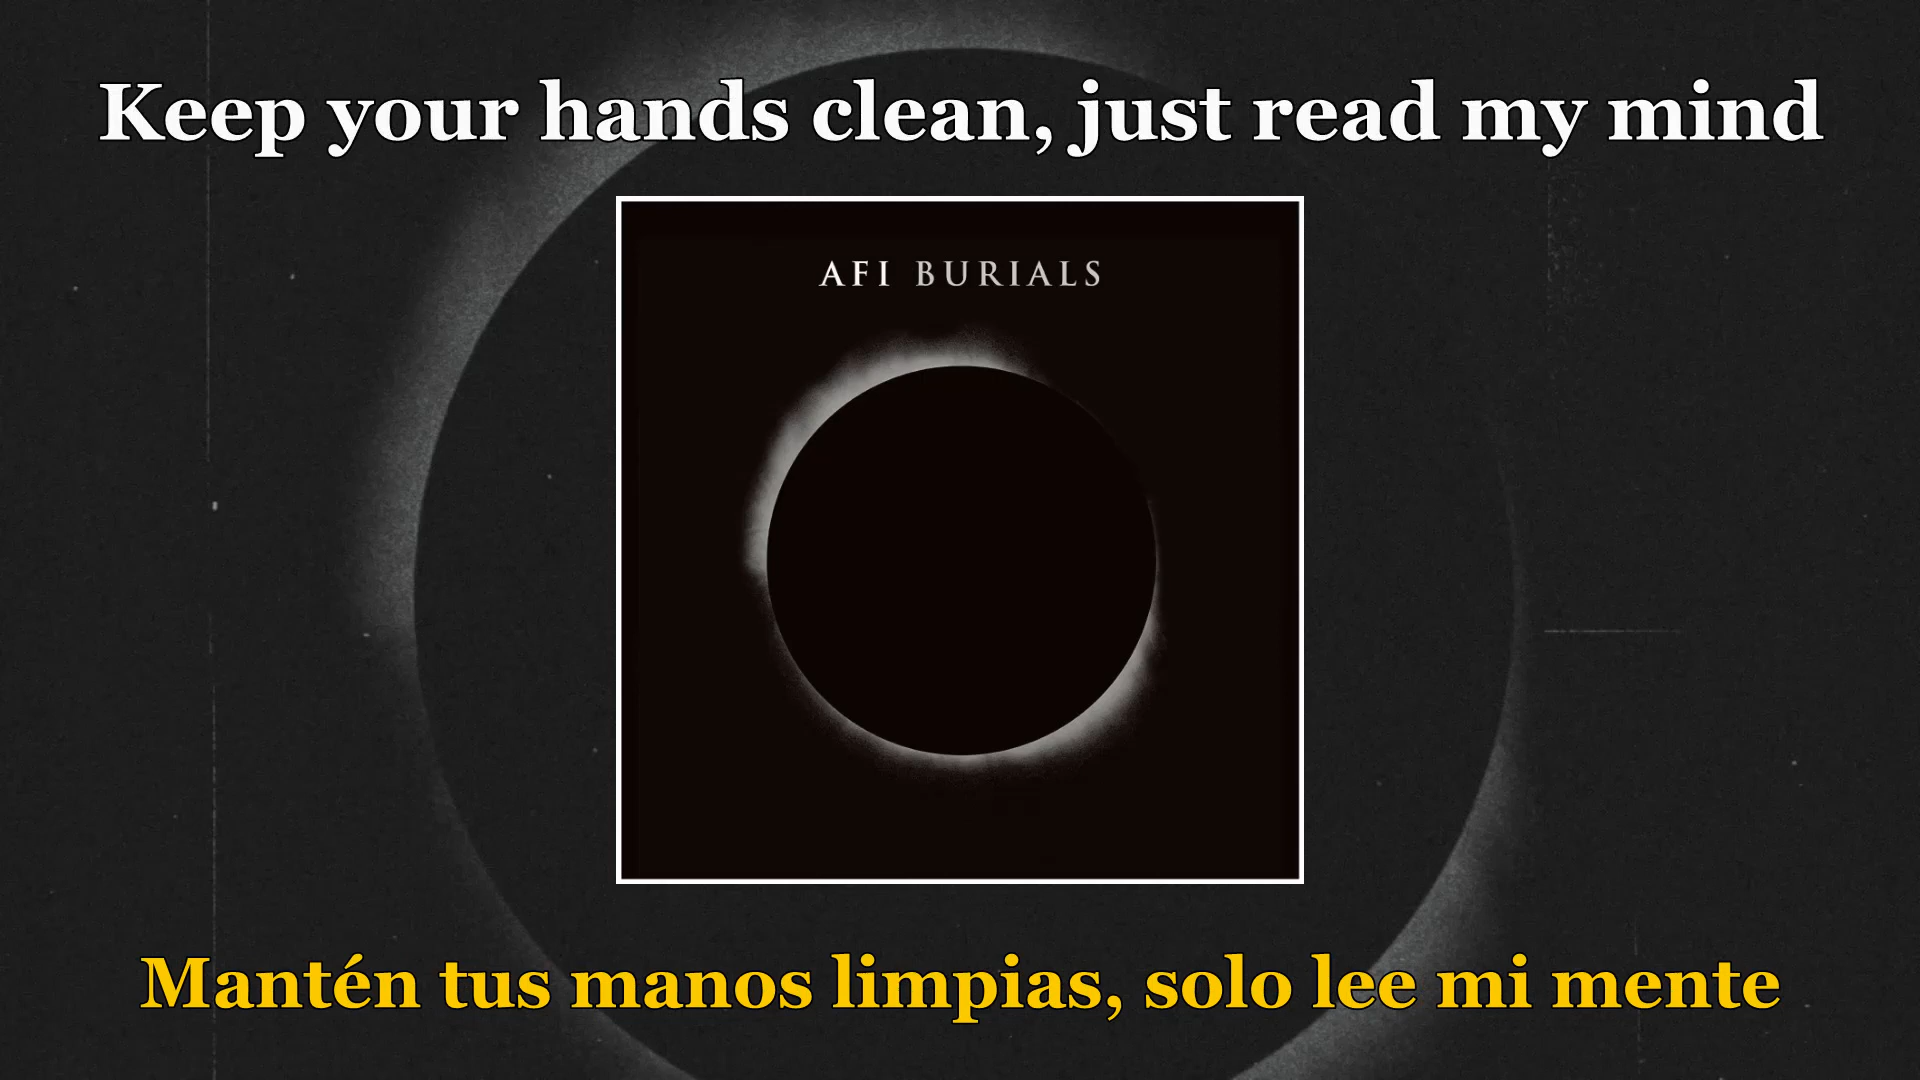 Keep your hands clean, just read my mind
AFI BURIALS
Mantén tus manos limpias, solo lee mi mente